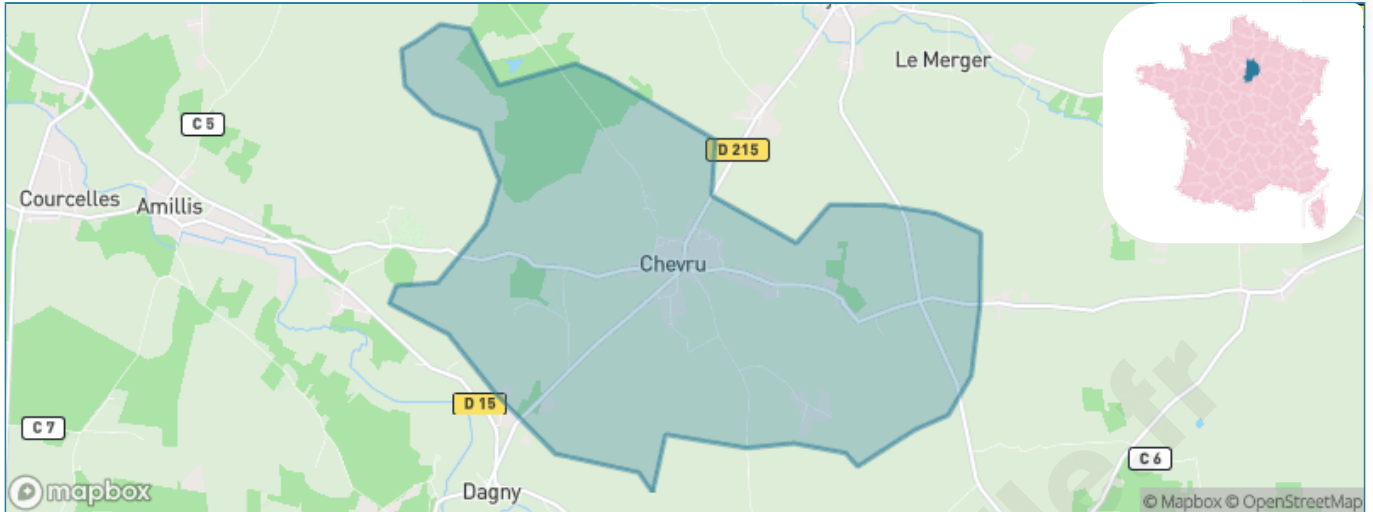 Le Merger
C 5
D 215
Courcelles
Amillis
Chevru
D 15
C 7
C 6
Dagny
mapbox
© Mapbox © OpenStreetMap